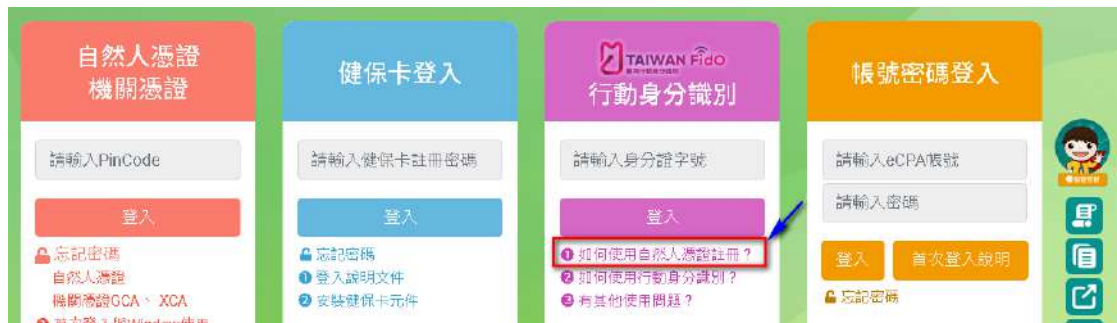 自然人憑證
機關憑證
請輸入PinCode
登入
忘記密碼
自然人憑證
機關憑證GCA、 XCA
健保卡登入
請輸入健保卡註冊密碼
登入
忘記密碼
❶ 登入說明文件
❷ 安裝健保卡元件
TAIWAN FidO
行動身分識別
請輸入身分證字號
登入
❶ 如何使用自然人憑證註冊？
❷ 如何使用行動身分識別？
❸ 有其他使用問題？
帳號密碼登入
請輸入eCPA帳號
請輸入密碼
登入 首次登入說明
忘記密碼